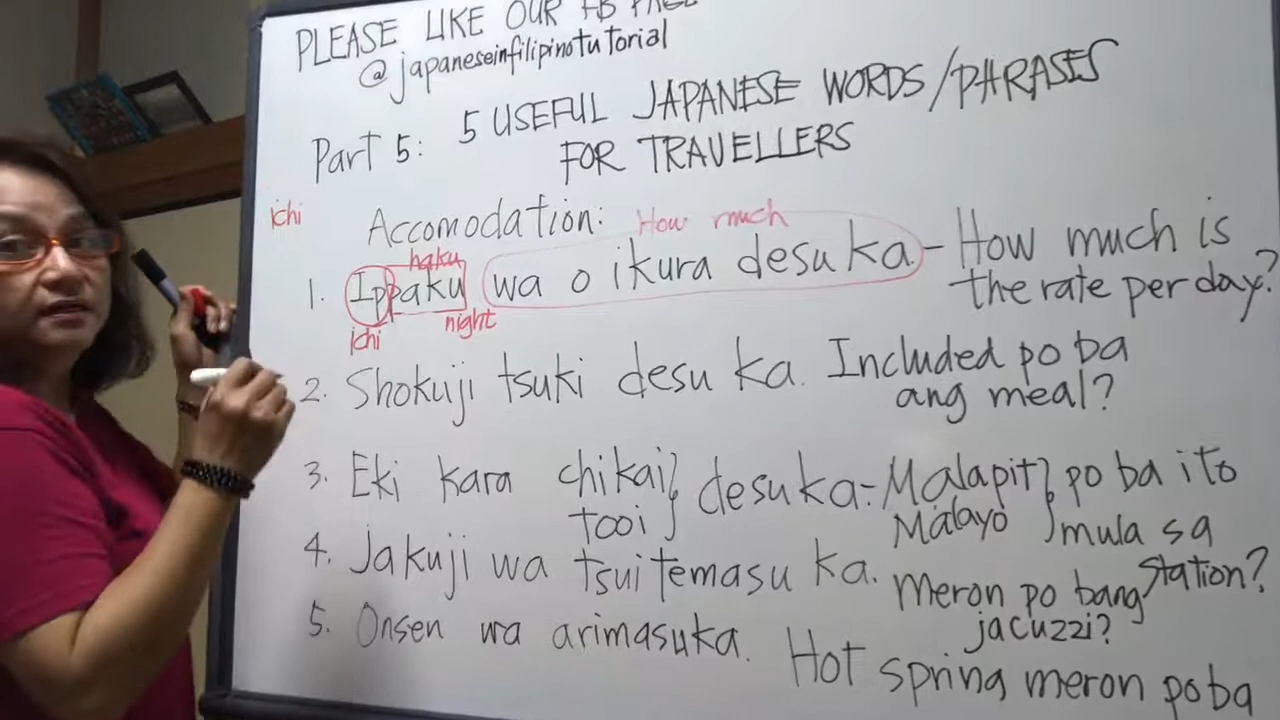 PLEASE LIKE OUR FB PAGE
@japaneseinfilipinotutorial
Part 5: 5 USEFUL JAPANESE WORDS/PHRASES
FOR TRAVELLERS
ichi
Accomodation: How much
haku
1. Ippaku wa o ikura desu ka. - How much is
the rate per day?
ichi night
2. Shokuji tsuki desu ka. Included po ba
ang meal?
3. Eki kara chikai} desuka - Malapit} po ba ito
tooi Malayo mula sa
station?
4. Jakuji wa tsuitemasu ka. Meron po bang
jacuzzi?
5. Onsen wa arimasuka. Hot spring meron po ba